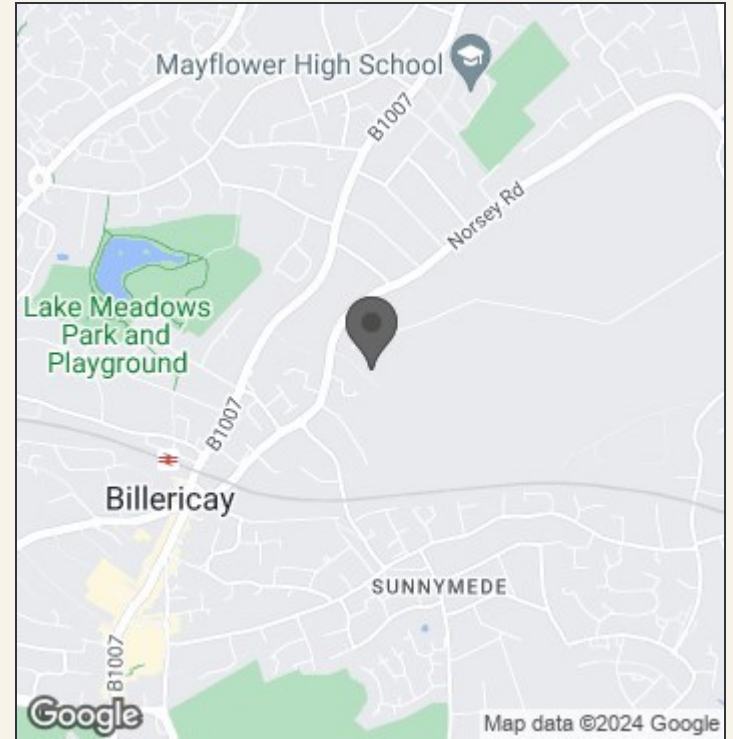 Mayflower High School
B1007
Norsey Rd
Lake Meadows
Park and
Playground
B1007
Billericay
SUNNYMEDE
B1007
Google
Map data ©2024 Google